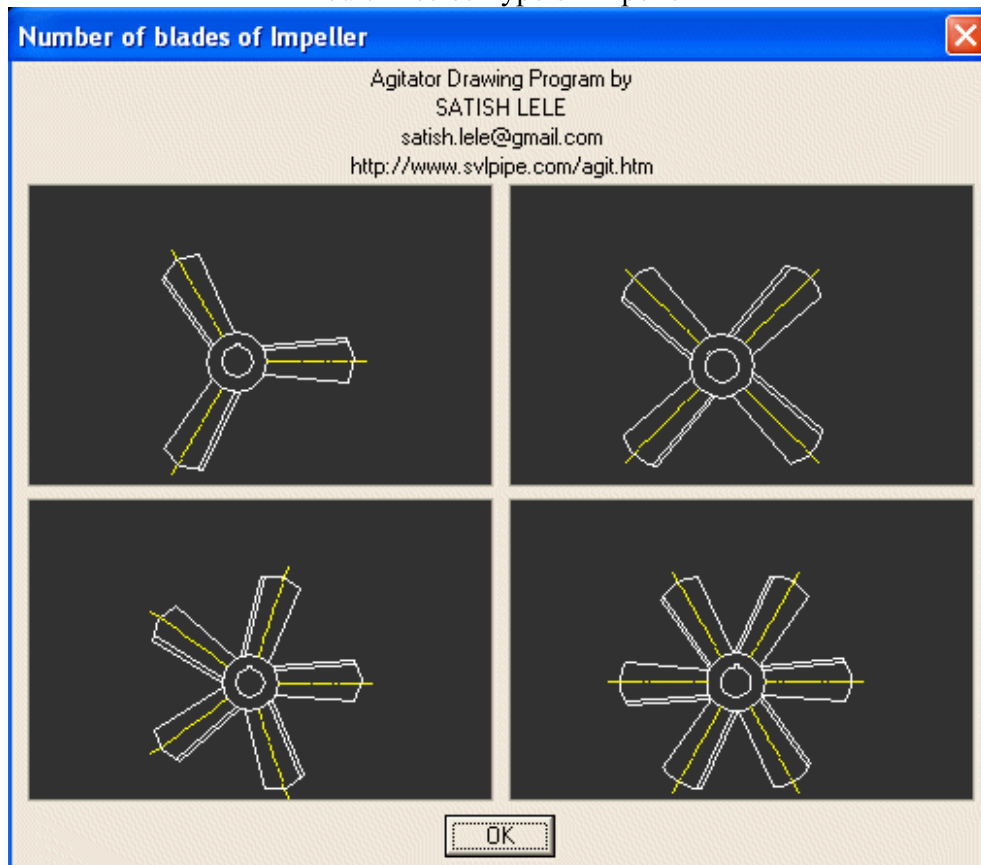 Number of blades of Impeller
Agitator Drawing Program by
SATISH LELE
satish.lele@gmail.com
http://www.svlpipe.com/agit.htm
OK